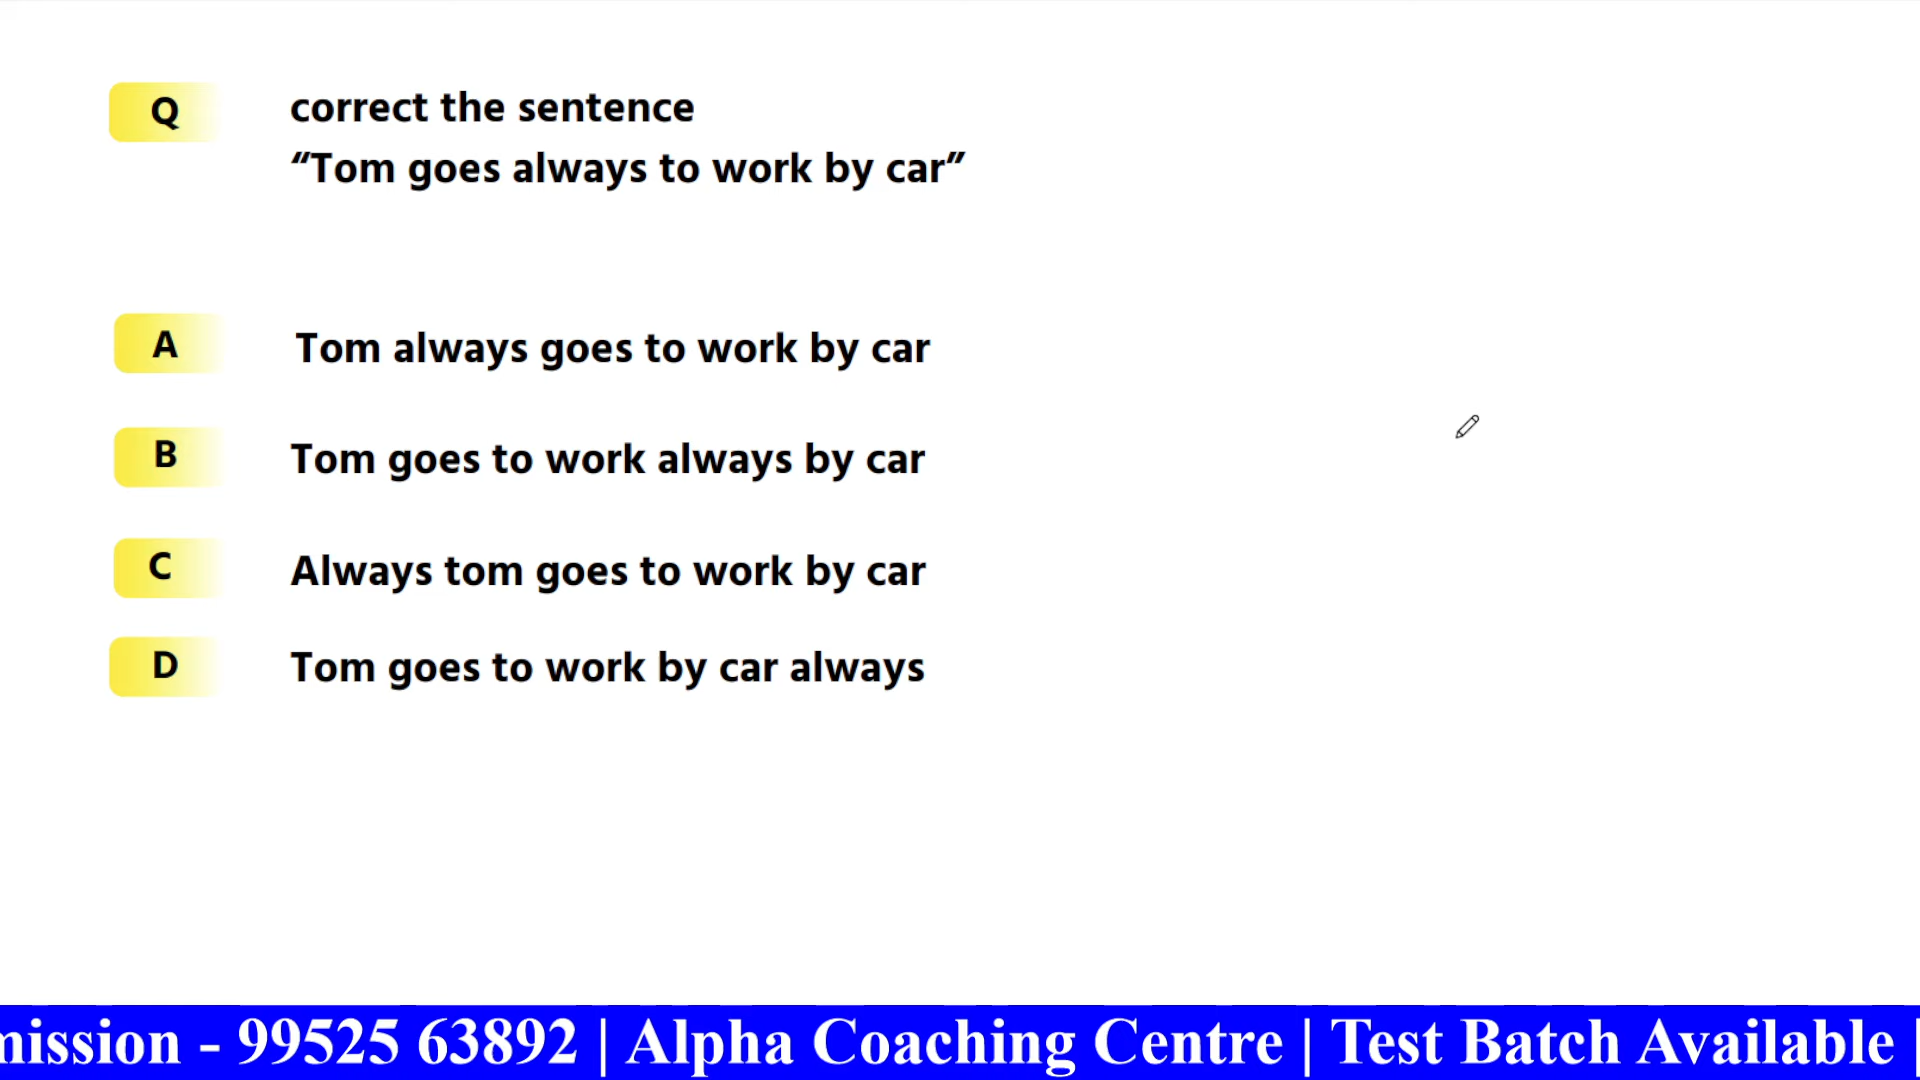 Q correct the sentence
“Tom goes always to work by car”
A Tom always goes to work by car
B Tom goes to work always by car
C Always tom goes to work by car
D Tom goes to work by car always
mission - 99525 63892 | Alpha Coaching Centre | Test Batch Available |